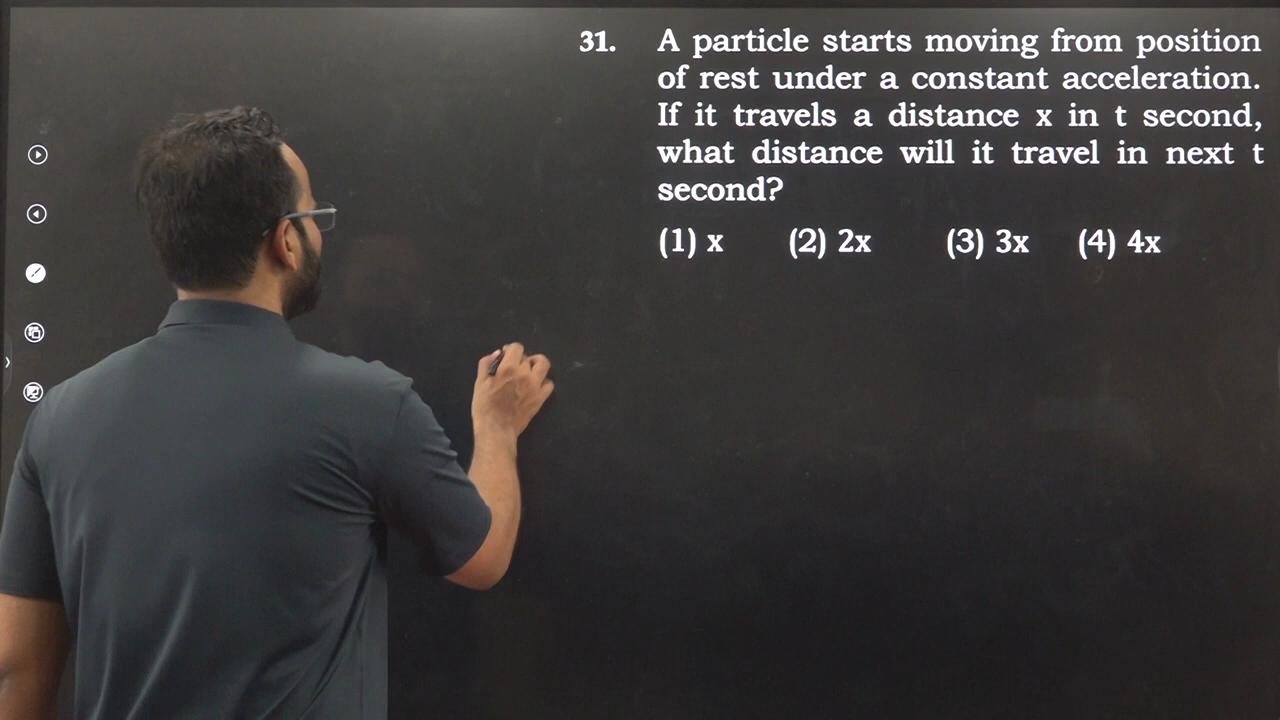 31. A particle starts moving from position
of rest under a constant acceleration.
If it travels a distance x in t second,
what distance will it travel in next t
second?
(1) x (2) 2x (3) 3x (4) 4x